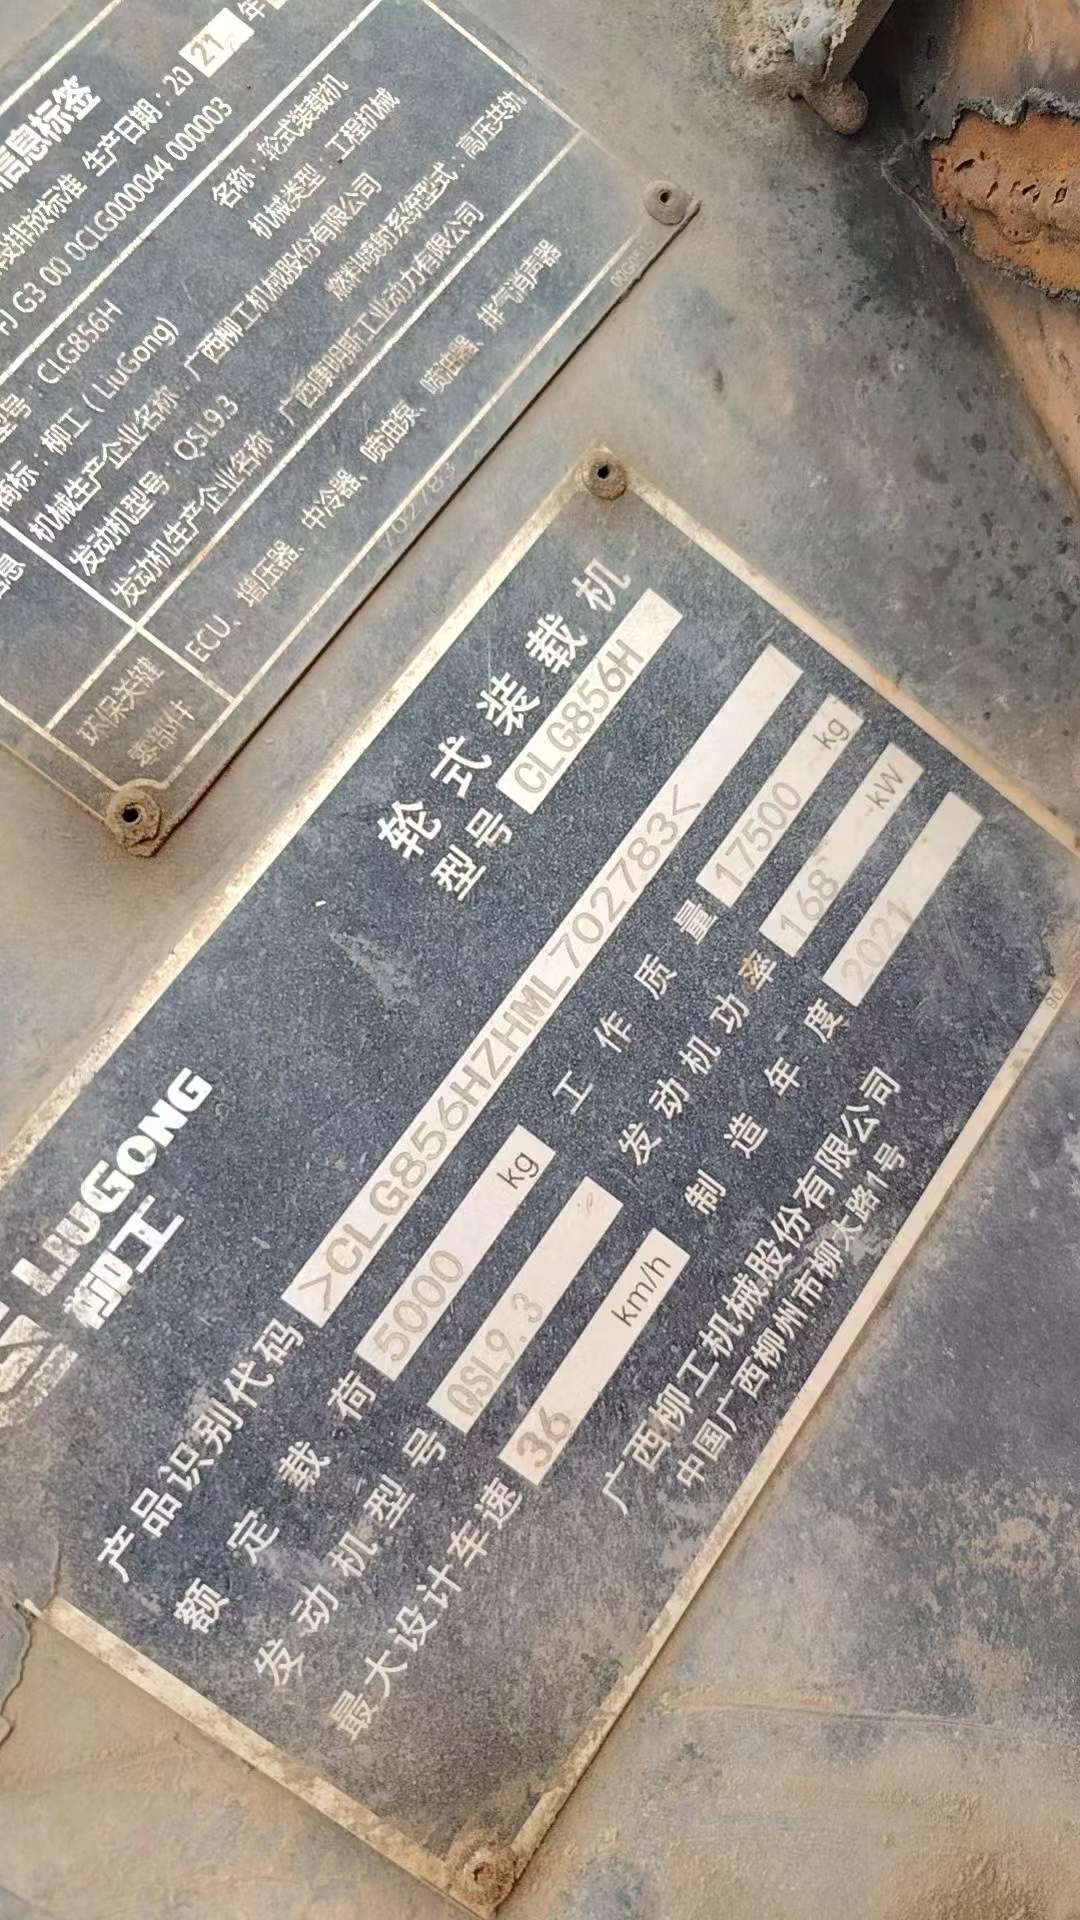 信息标签
排放标准 生产日期：2021年
G3 00 0CLG000044 000003
型号：CLG856H
名称：轮式装载机
商标：柳工（LiuGong）
机械类型：工程机械
机械生产企业名称：广西柳工机械股份有限公司
发动机型号：QSL9.3
燃料喷射系统型式：高压共轨
发动机生产企业名称：广西康明斯工业动力有限公司
环保关键
零部件
ECU、增压器、中冷器、喷油泵、喷油器、排气消声器
702783
LIUGONG
柳工
轮式装载机
型号 CLG856H
产品识别代码 >CLG856HZHML702783<
额定载荷 5000 kg
工作质量 17500 kg
发动机型号 QSL9.3
发动机功率 168 kW
最大设计车速 36 km/h
制造年度 2021
广西柳工机械股份有限公司
中国广西柳州市柳太路1号